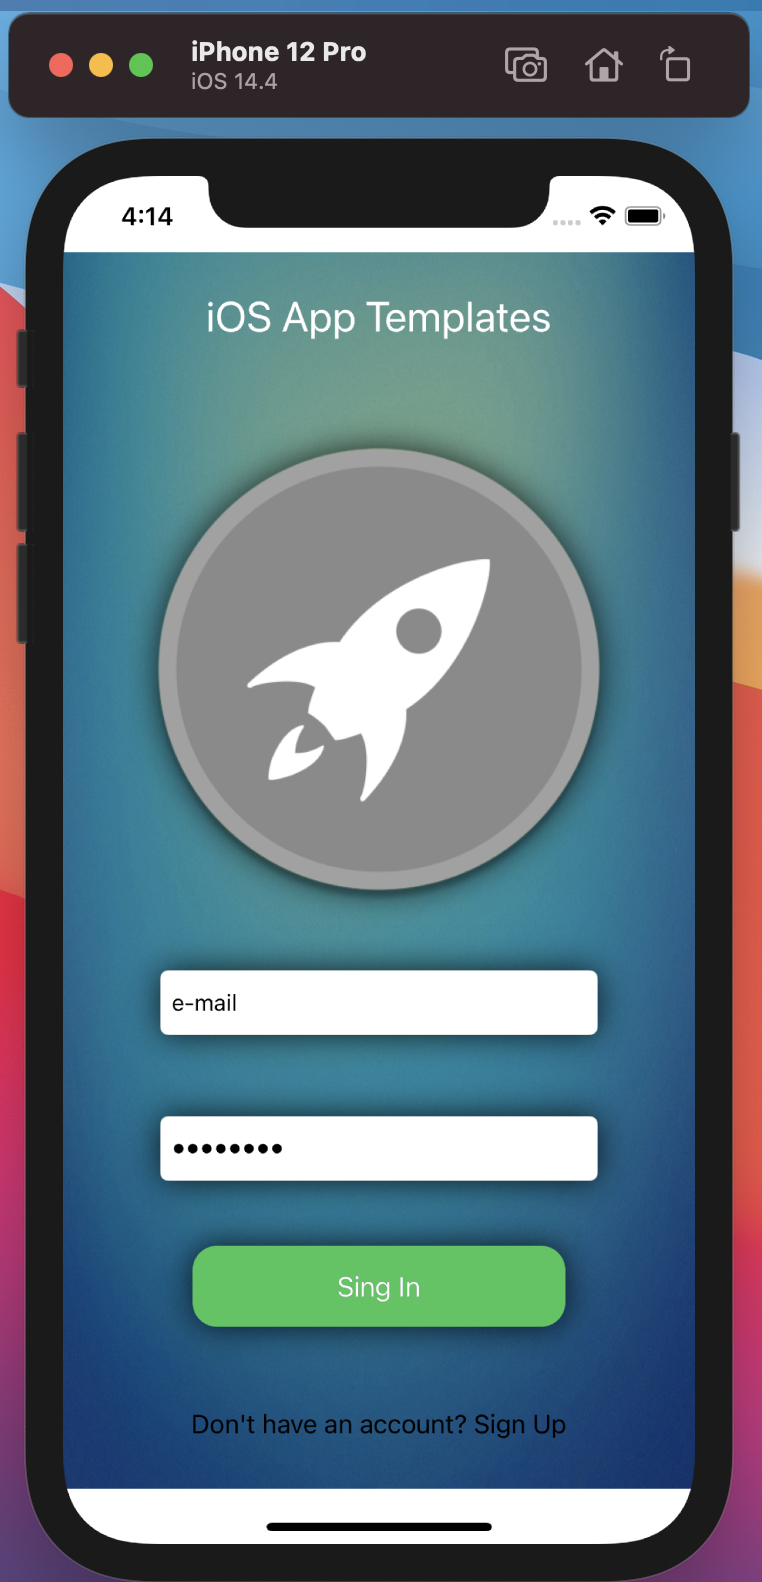 iPhone 12 Pro
iOS 14.4
4:14
iOS App Templates
e-mail
••••••••
Sing In
Don't have an account? Sign Up